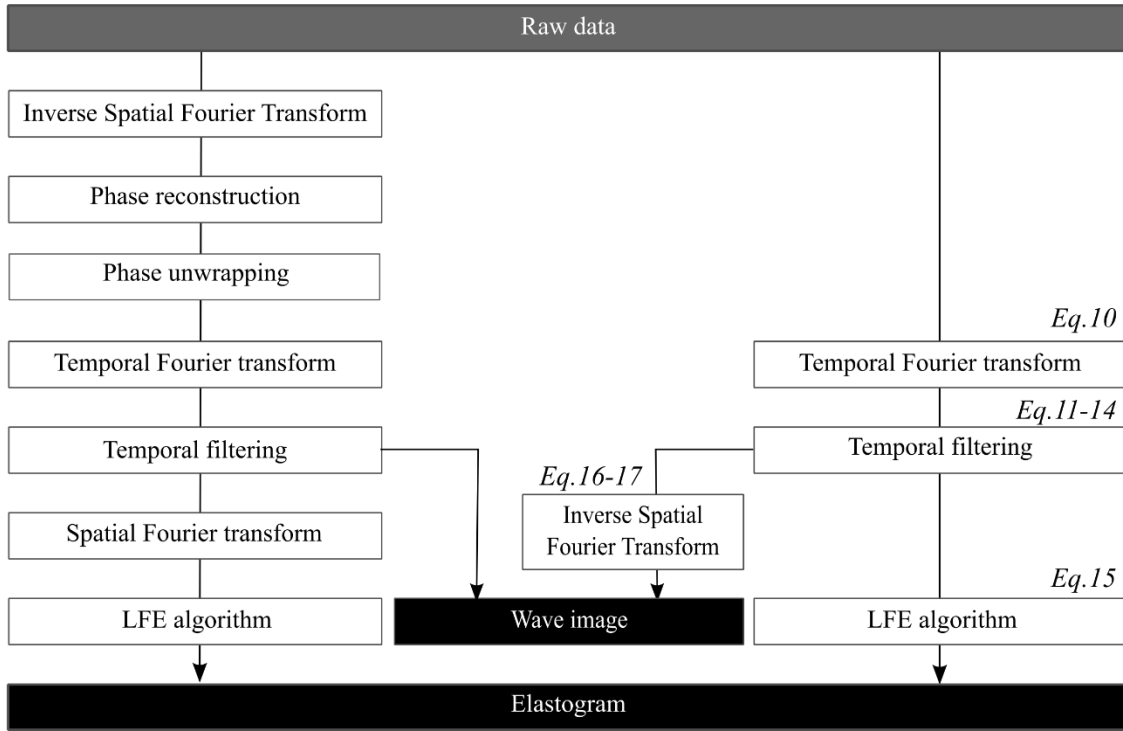 Raw data
Inverse Spatial Fourier Transform
Phase reconstruction
Phase unwrapping
Eq.10
Temporal Fourier transform
Temporal Fourier transform
Eq.11-14
Temporal filtering
Temporal filtering
Eq.16-17
Inverse Spatial
Fourier Transform
Spatial Fourier transform
Eq.15
LFE algorithm
Wave image
LFE algorithm
Elastogram